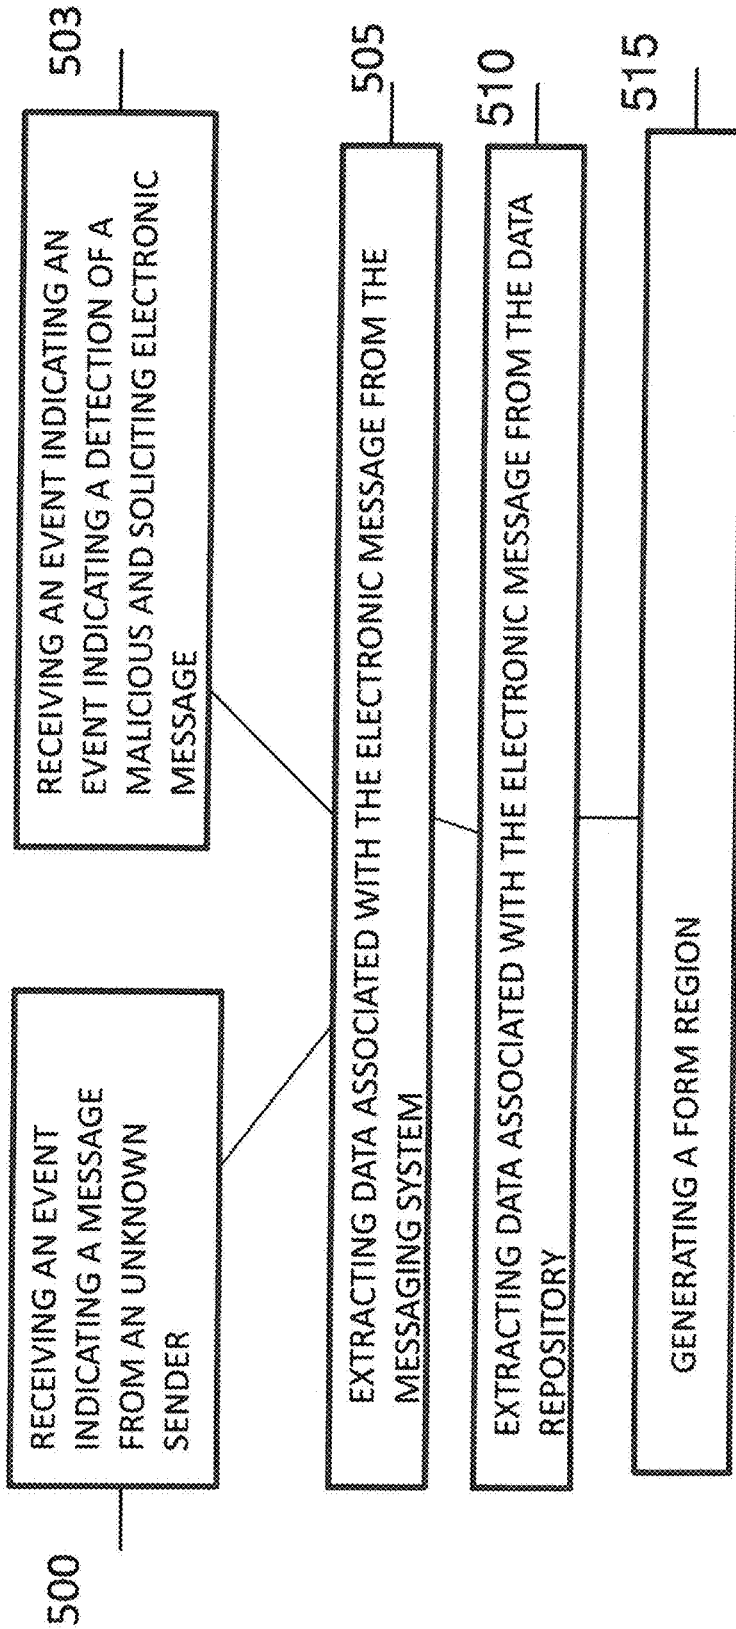 500
RECEIVING AN EVENT
INDICATING A MESSAGE
FROM AN UNKNOWN
SENDER
503
RECEIVING AN EVENT INDICATING AN
EVENT INDICATING A DETECTION OF A
MALICIOUS AND SOLICITING ELECTRONIC
MESSAGE
505
EXTRACTING DATA ASSOCIATED WITH THE ELECTRONIC MESSAGE FROM THE
MESSAGING SYSTEM
510
EXTRACTING DATA ASSOCIATED WITH THE ELECTRONIC MESSAGE FROM THE DATA
REPOSITORY
515
GENERATING A FORM REGION